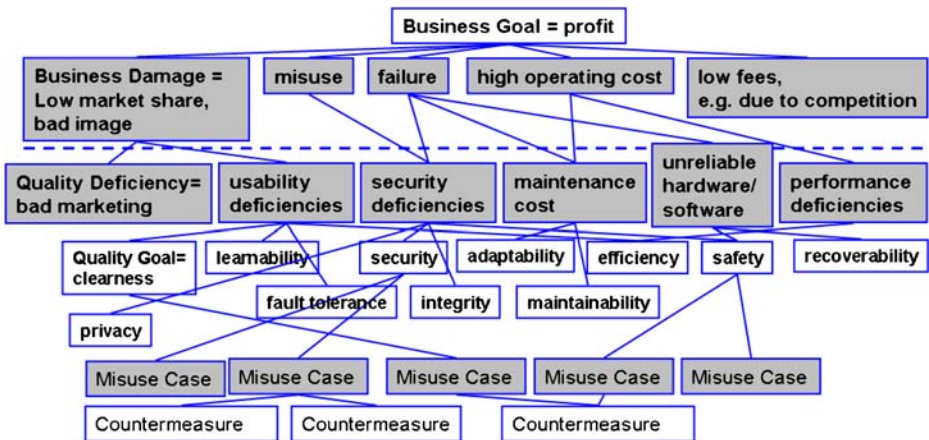 Business Goal = profit
Business Damage =
Low market share,
bad image
misuse
failure
high operating cost
low fees,
e.g. due to competition
Quality Deficiency=
bad marketing
usability
deficiencies
security
deficiencies
maintenance
cost
unreliable
hardware/
software
performance
deficiencies
Quality Goal=
clearness
learnability
security
adaptability
efficiency
safety
recoverability
fault tolerance
integrity
maintainability
privacy
Misuse Case
Misuse Case
Misuse Case
Misuse Case
Misuse Case
Countermeasure
Countermeasure
Countermeasure